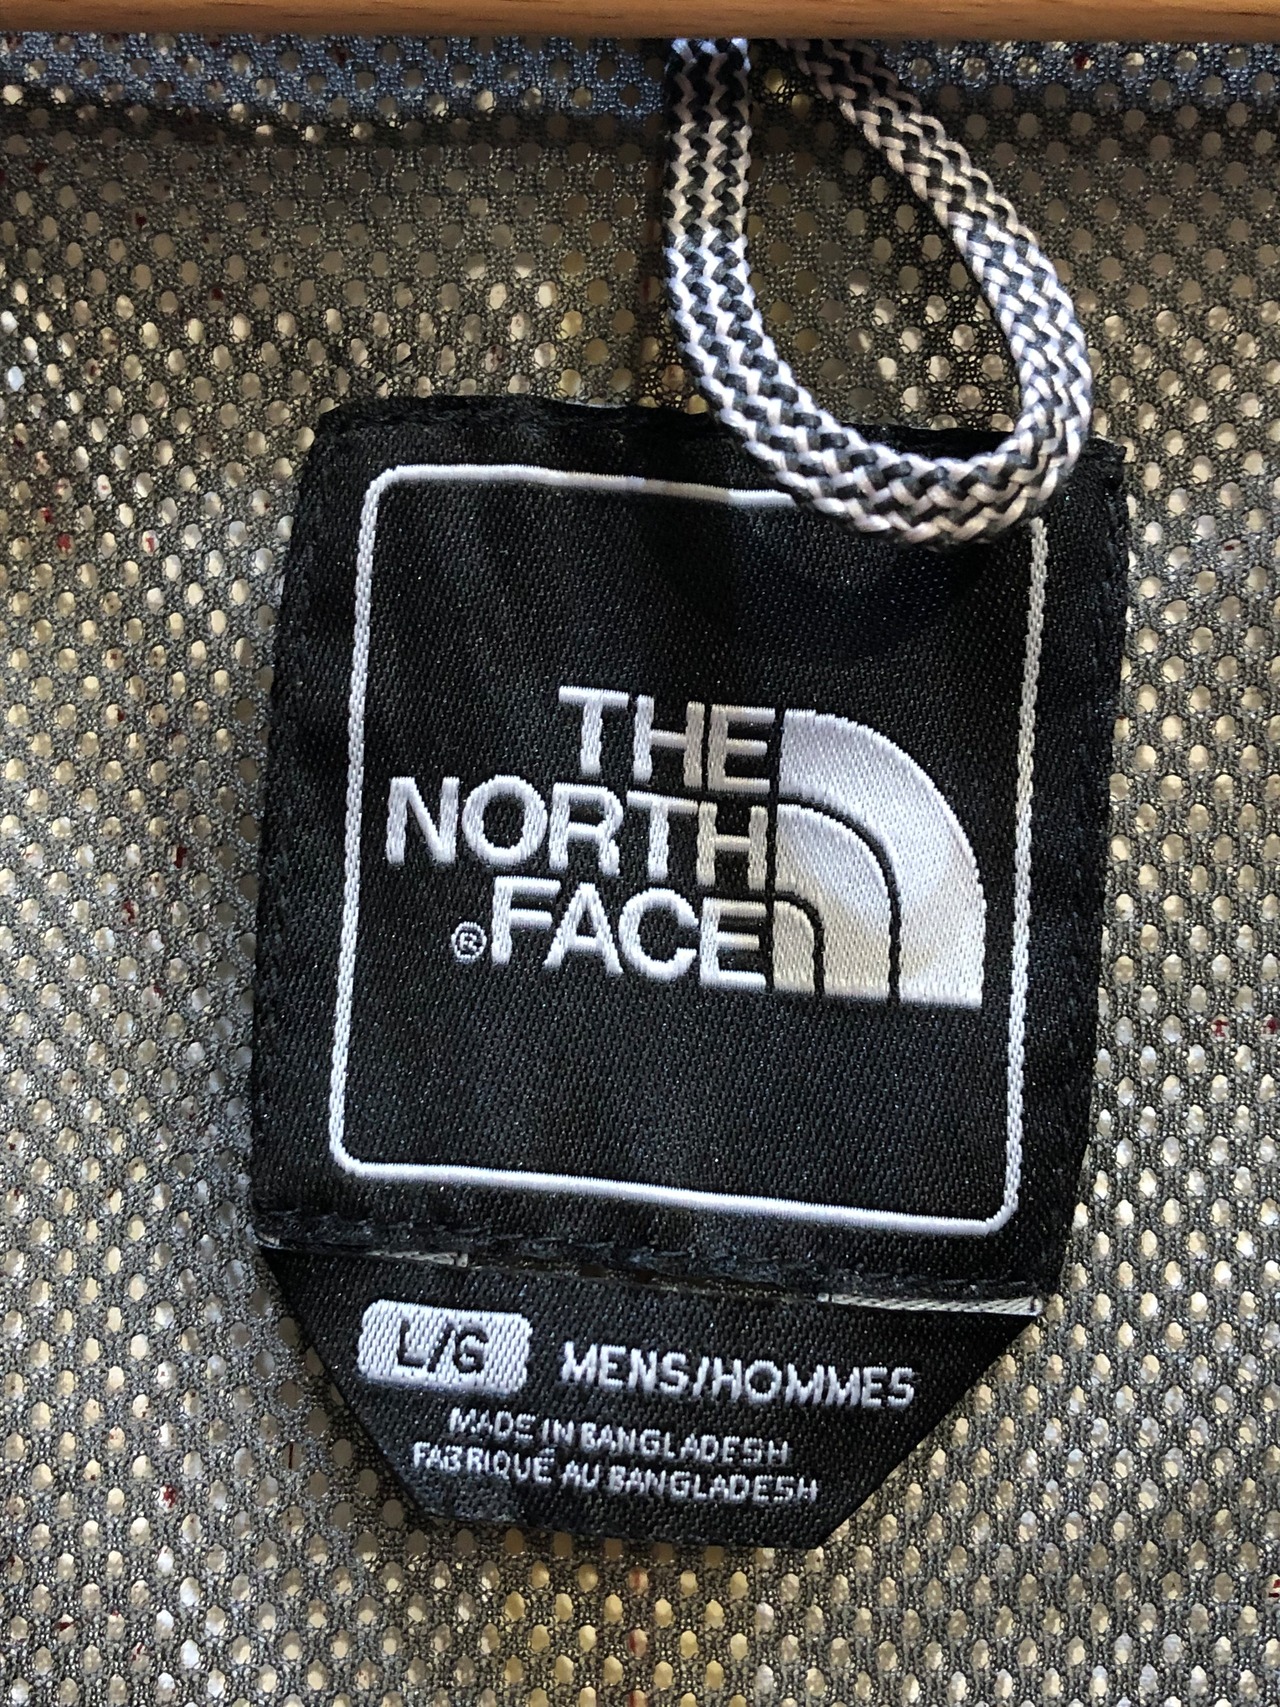 THE
NORTH
®FACE
L/G MENS/HOMMES
MADE IN BANGLADESH
FABRIQUÉ AU BANGLADESH